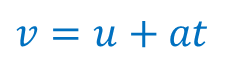 v = u + at